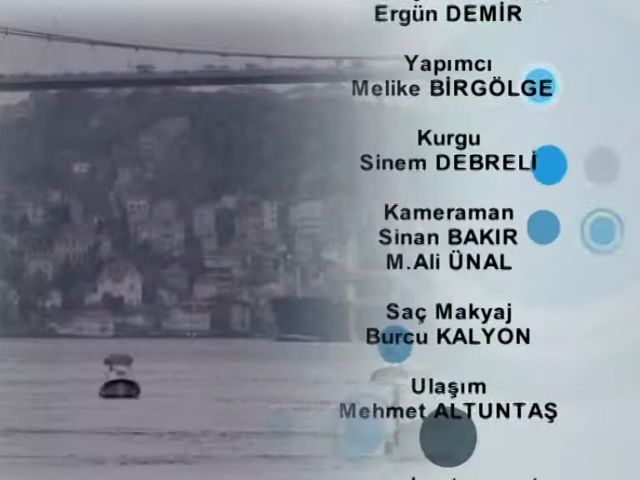 Ergün DEMİR
Yapımcı
Melike BİRGÖLGE
Kurgu
Sinem DEBRELİ
Kameraman
Sinan BAKIR
M.Ali ÜNAL
Saç Makyaj
Burcu KALYON
Ulaşım
Mehmet ALTUNTAŞ